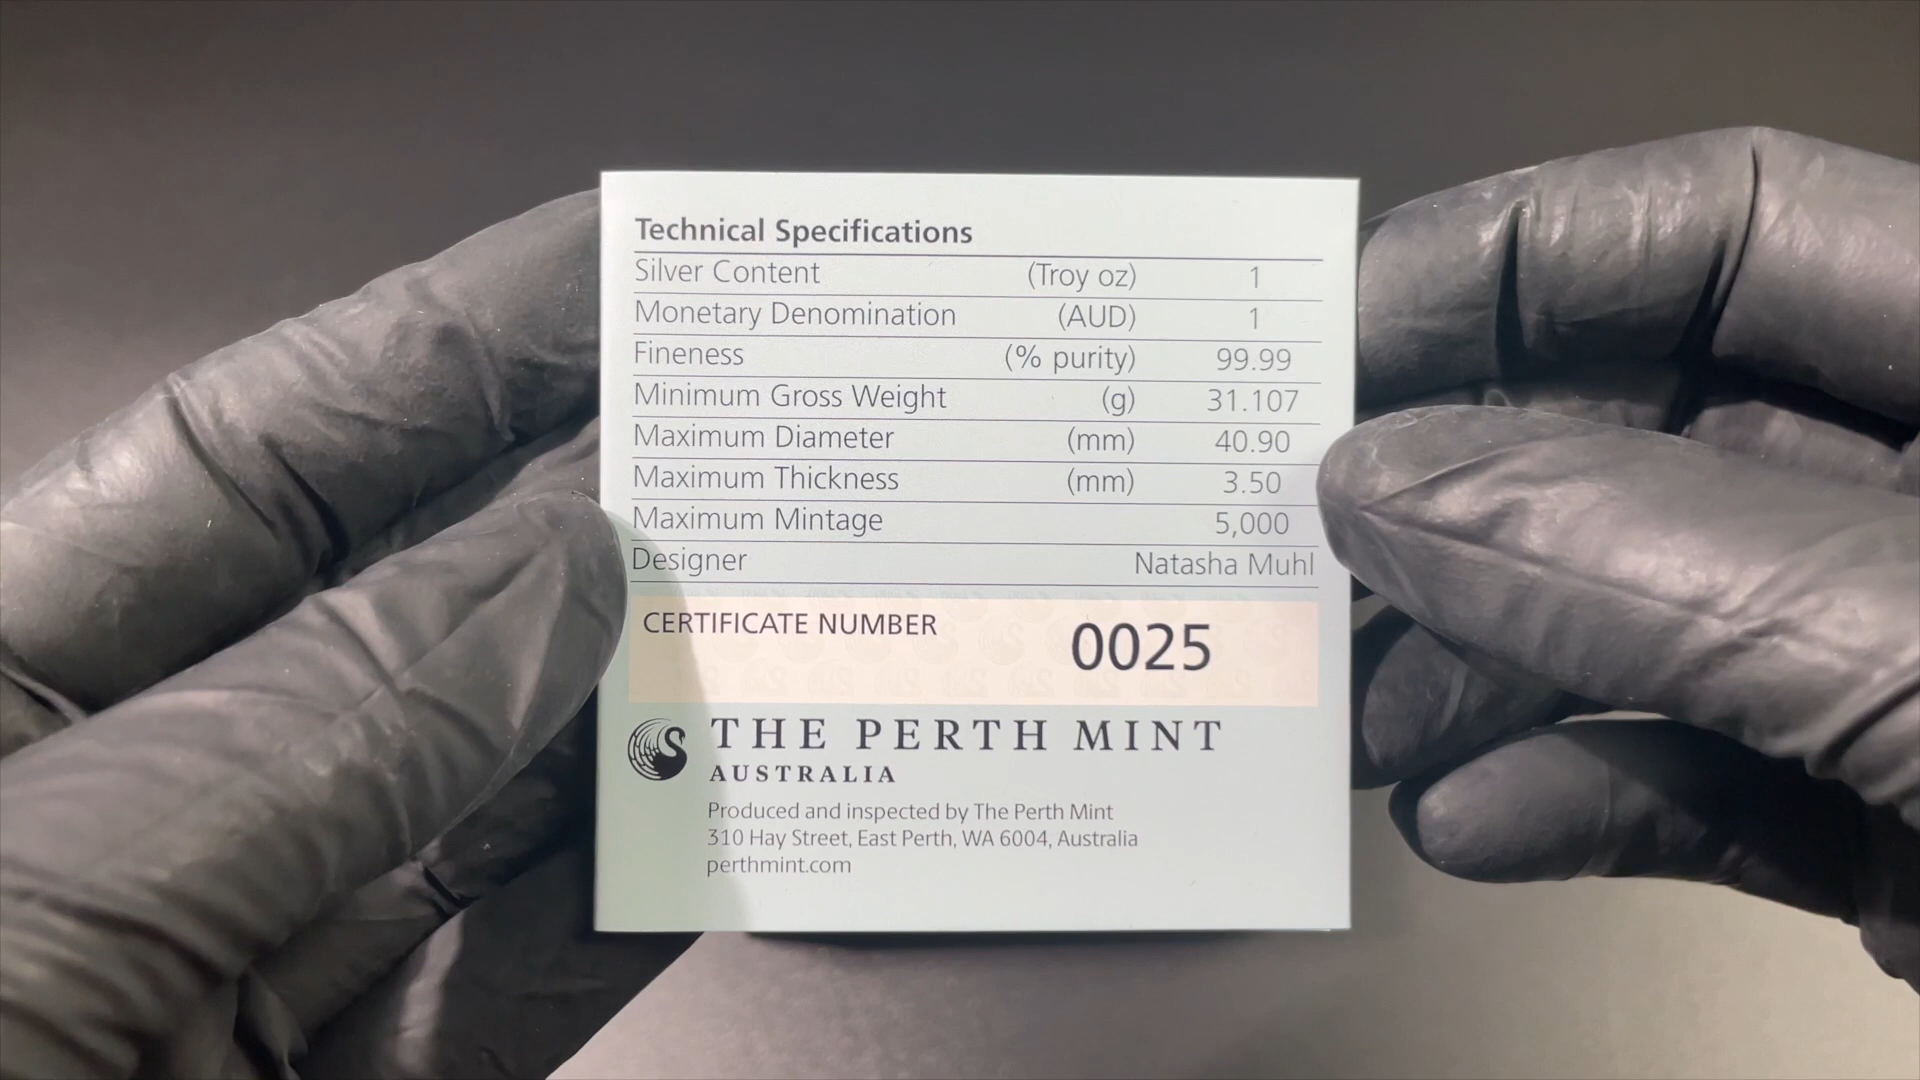 Technical Specifications
Silver Content (Troy oz) 1
Monetary Denomination (AUD) 1
Fineness (% purity) 99.99
Minimum Gross Weight (g) 31.107
Maximum Diameter (mm) 40.90
Maximum Thickness (mm) 3.50
Maximum Mintage 5,000
Designer Natasha Muhl
CERTIFICATE NUMBER 0025
THE PERTH MINT
AUSTRALIA
Produced and inspected by The Perth Mint
310 Hay Street, East Perth, WA 6004, Australia
perthmint.com